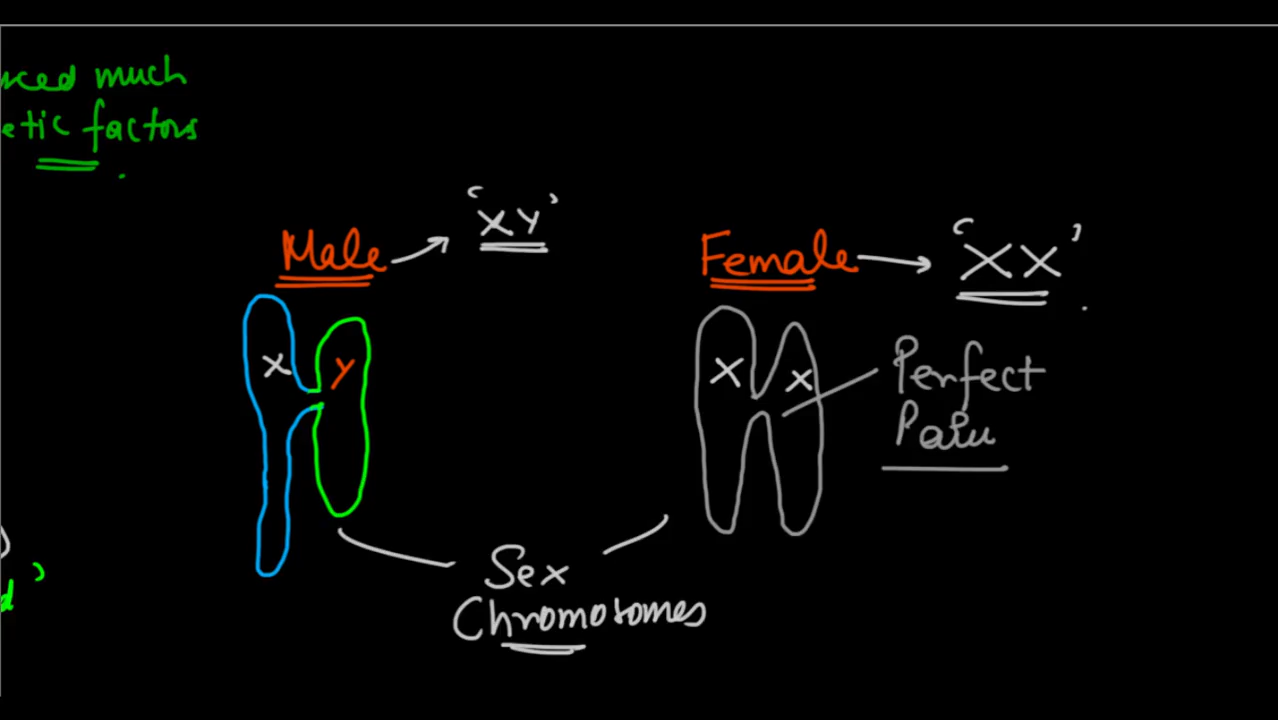 much
factors
'XY'
Male
Female
'XX'
X Y
X X
Perfect
Pair
Sex
Chromosomes